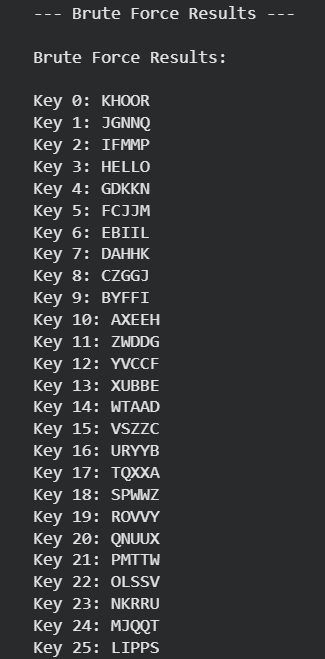 --- Brute Force Results ---
Brute Force Results:
Key 0: KHOOR
Key 1: JGNNQ
Key 2: IFMMP
Key 3: HELLO
Key 4: GDKKN
Key 5: FCJJM
Key 6: EBIIL
Key 7: DAHHK
Key 8: CZGGJ
Key 9: BYFFI
Key 10: AXEEH
Key 11: ZWDDG
Key 12: YVCCF
Key 13: XUBBE
Key 14: WTAAD
Key 15: VSZZC
Key 16: URYYB
Key 17: TQXXA
Key 18: SPWWZ
Key 19: ROVVY
Key 20: QNUUX
Key 21: PMTTW
Key 22: OLSSV
Key 23: NKRRU
Key 24: MJQQT
Key 25: LIPPS